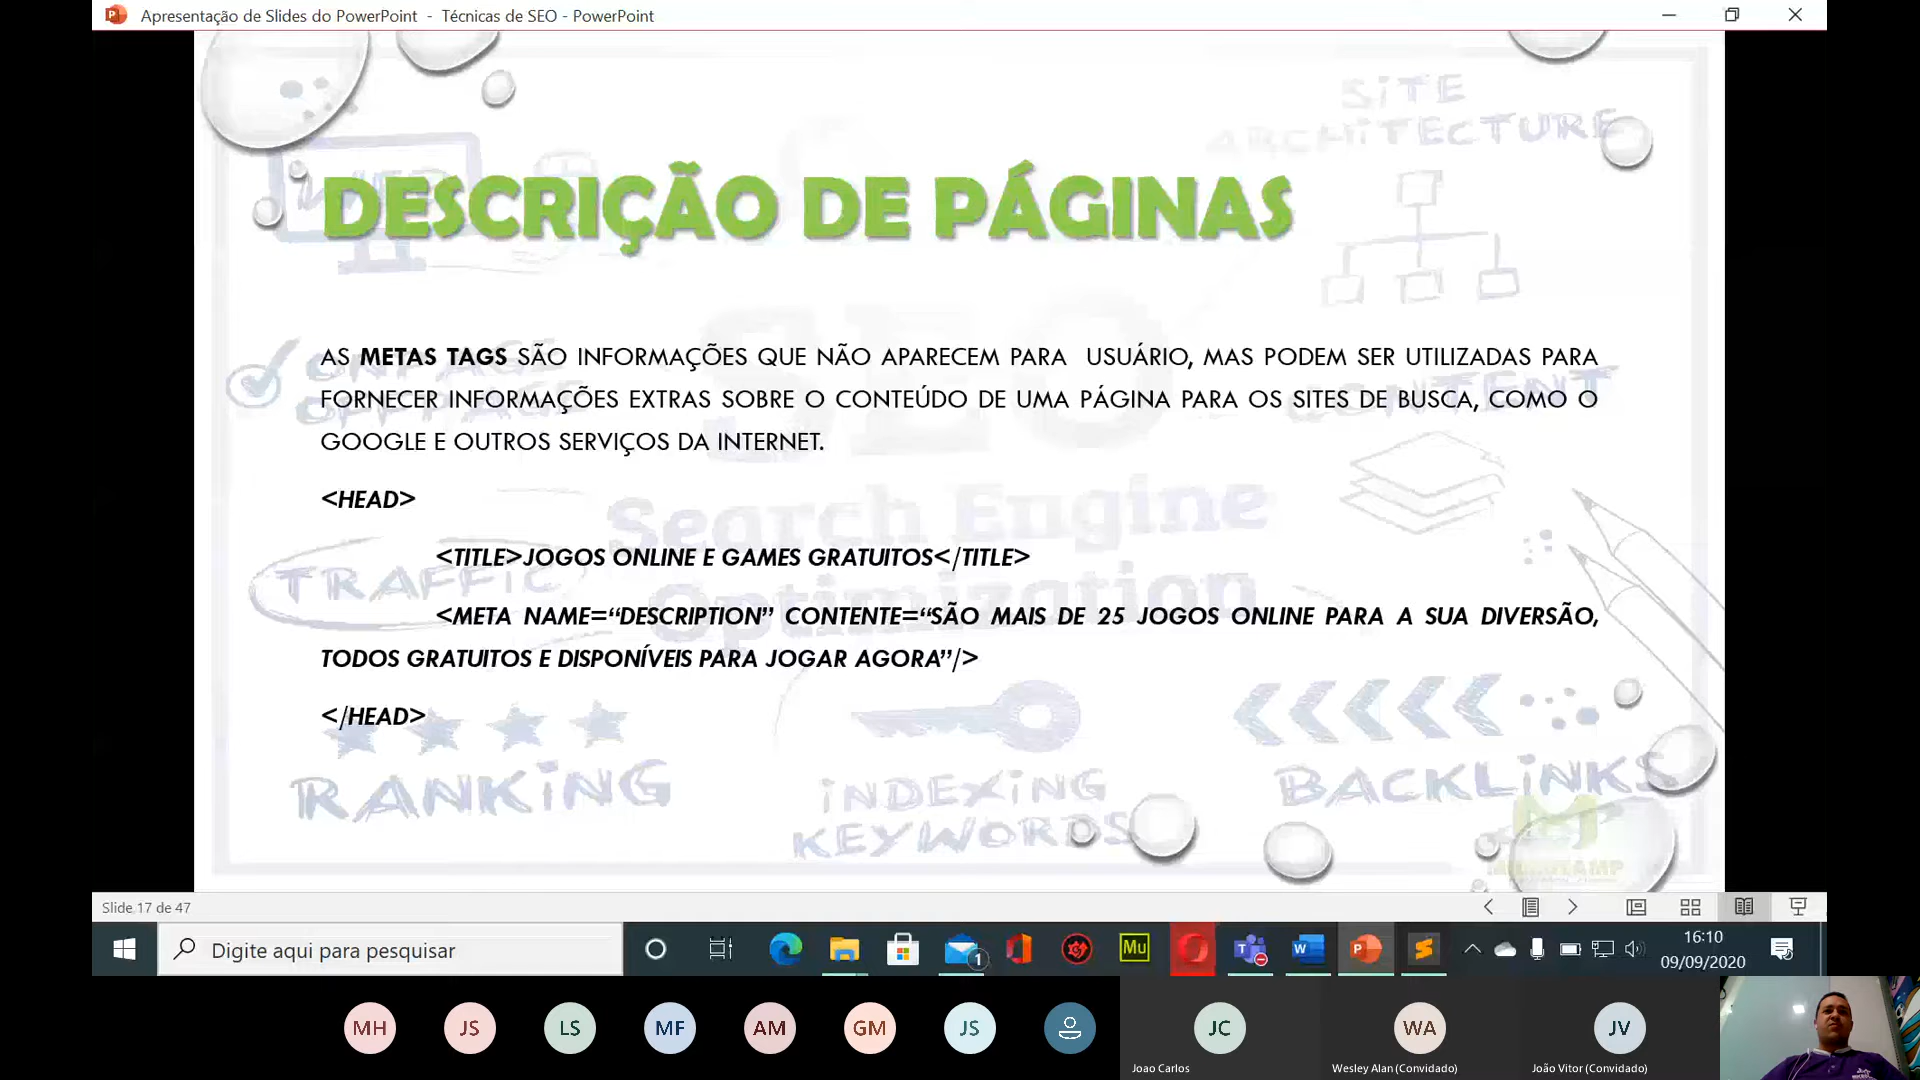 Apresentação de Slides do PowerPoint - Técnicas de SEO - PowerPoint
SITE
ARCHITECTURE
DESCRIÇÃO DE PÁGINAS
SEO
AS METAS TAGS SÃO INFORMAÇÕES QUE NÃO APARECEM PARA USUÁRIO, MAS PODEM SER UTILIZADAS PARA
FORNECER INFORMAÇÕES EXTRAS SOBRE O CONTEÚDO DE UMA PÁGINA PARA OS SITES DE BUSCA, COMO O
GOOGLE E OUTROS SERVIÇOS DA INTERNET.
ONPAGE
OFFPAGE
CONTENT
<HEAD>
Search Engine
Optimization
<TITLE>JOGOS ONLINE E GAMES GRATUITOS</TITLE>
TRAFFIC
<META NAME=“DESCRIPTION” CONTENTE=“SÃO MAIS DE 25 JOGOS ONLINE PARA A SUA DIVERSÃO,
TODOS GRATUITOS E DISPONÍVEIS PARA JOGAR AGORA”/>
</HEAD>
RANKING
INDEXING
KEYWORDS
BACKLINKS
Slide 17 de 47
Digite aqui para pesquisar
1
Mu
16:10
09/09/2020
MH
JS
LS
MF
AM
GM
JS
JC
WA
JV
Joao Carlos
Wesley Alan (Convidado)
João Vitor (Convidado)